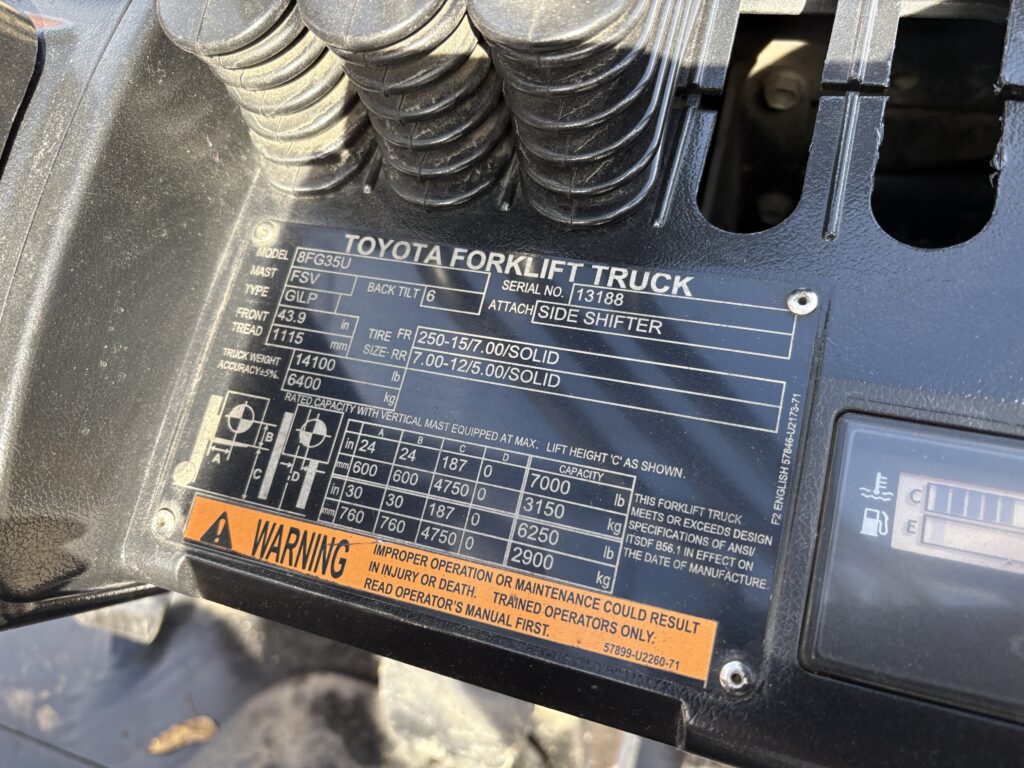 TOYOTA FORKLIFT TRUCK
MODEL 8FG35U SERIAL NO. 13188
MAST FSV BACK TILT 6 ATTACH SIDE SHIFTER
TYPE G\LP
FRONT TREAD 43.9 in
1115 mm
TIRE SIZE- FR 250-15/7.00/SOLID
RR 7.00-12/5.00/SOLID
TRUCK WEIGHT ACCURACY±5%. 14100 lb
6400 kg
RATED CAPACITY WITH VERTICAL MAST EQUIPPED AT MAX. LIFT HEIGHT 'C' AS SHOWN.
A B C D CAPACITY
in 24 24 187 0 7000 lb
mm 600 600 4750 0 3150 kg
in 30 30 187 0 6250 lb
mm 760 760 4750 0 2900 kg
B
A
C
D
THIS FORKLIFT TRUCK
MEETS OR EXCEEDS DESIGN
SPECIFICATIONS OF ANSI/
ITSDF B56.1 IN EFFECT ON
THE DATE OF MANUFACTURE.
F2 ENGLISH 57846-U2173-71
WARNING
IMPROPER OPERATION OR MAINTENANCE COULD RESULT
IN INJURY OR DEATH. TRAINED OPERATORS ONLY.
READ OPERATOR'S MANUAL FIRST.
57899-U2260-71
C
E